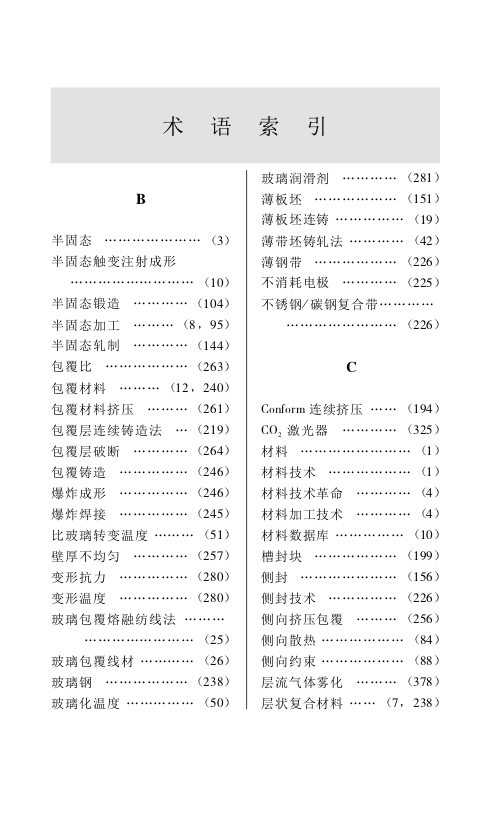 术 语 索 引
B
半固态 ………………… (3)
半固态触变注射成形
……………………… (10)
半固态锻造 ………… (104)
半固态加工 ……… (8，95)
半固态轧制 ………… (144)
包覆比 ……………… (263)
包覆材料 ……… (12，240)
包覆材料挤压 ……… (261)
包覆层连续铸造法 … (219)
包覆层破断 ………… (264)
包覆铸造 …………… (246)
爆炸成形 …………… (246)
爆炸焊接 …………… (245)
比玻璃转变温度 ……… (51)
壁厚不均匀 ………… (257)
变形抗力 …………… (280)
变形温度 …………… (280)
玻璃包覆熔融纺线法 ………
…………………… (25)
玻璃包覆线材 ………… (26)
玻璃钢 ……………… (238)
玻璃化温度 …………… (50)
玻璃润滑剂 ………… (281)
薄板坯 ……………… (151)
薄板坯连铸 …………… (19)
薄带坯铸轧法 ………… (42)
薄钢带 ……………… (226)
不消耗电极 ………… (225)
不锈钢/碳钢复合带…………
…………………… (226)
C
Conform 连续挤压 …… (194)
CO₂ 激光器 ………… (325)
材料 …………………… (1)
材料技术 ……………… (1)
材料技术革命 ………… (4)
材料加工技术 ………… (4)
材料数据库 …………… (10)
槽封块 ……………… (199)
侧封 ………………… (156)
侧封技术 …………… (226)
侧向挤压包覆 ……… (256)
侧向散热 ……………… (84)
侧向约束 ……………… (88)
层流气体雾化 ……… (378)
层状复合材料 …… (7，238)